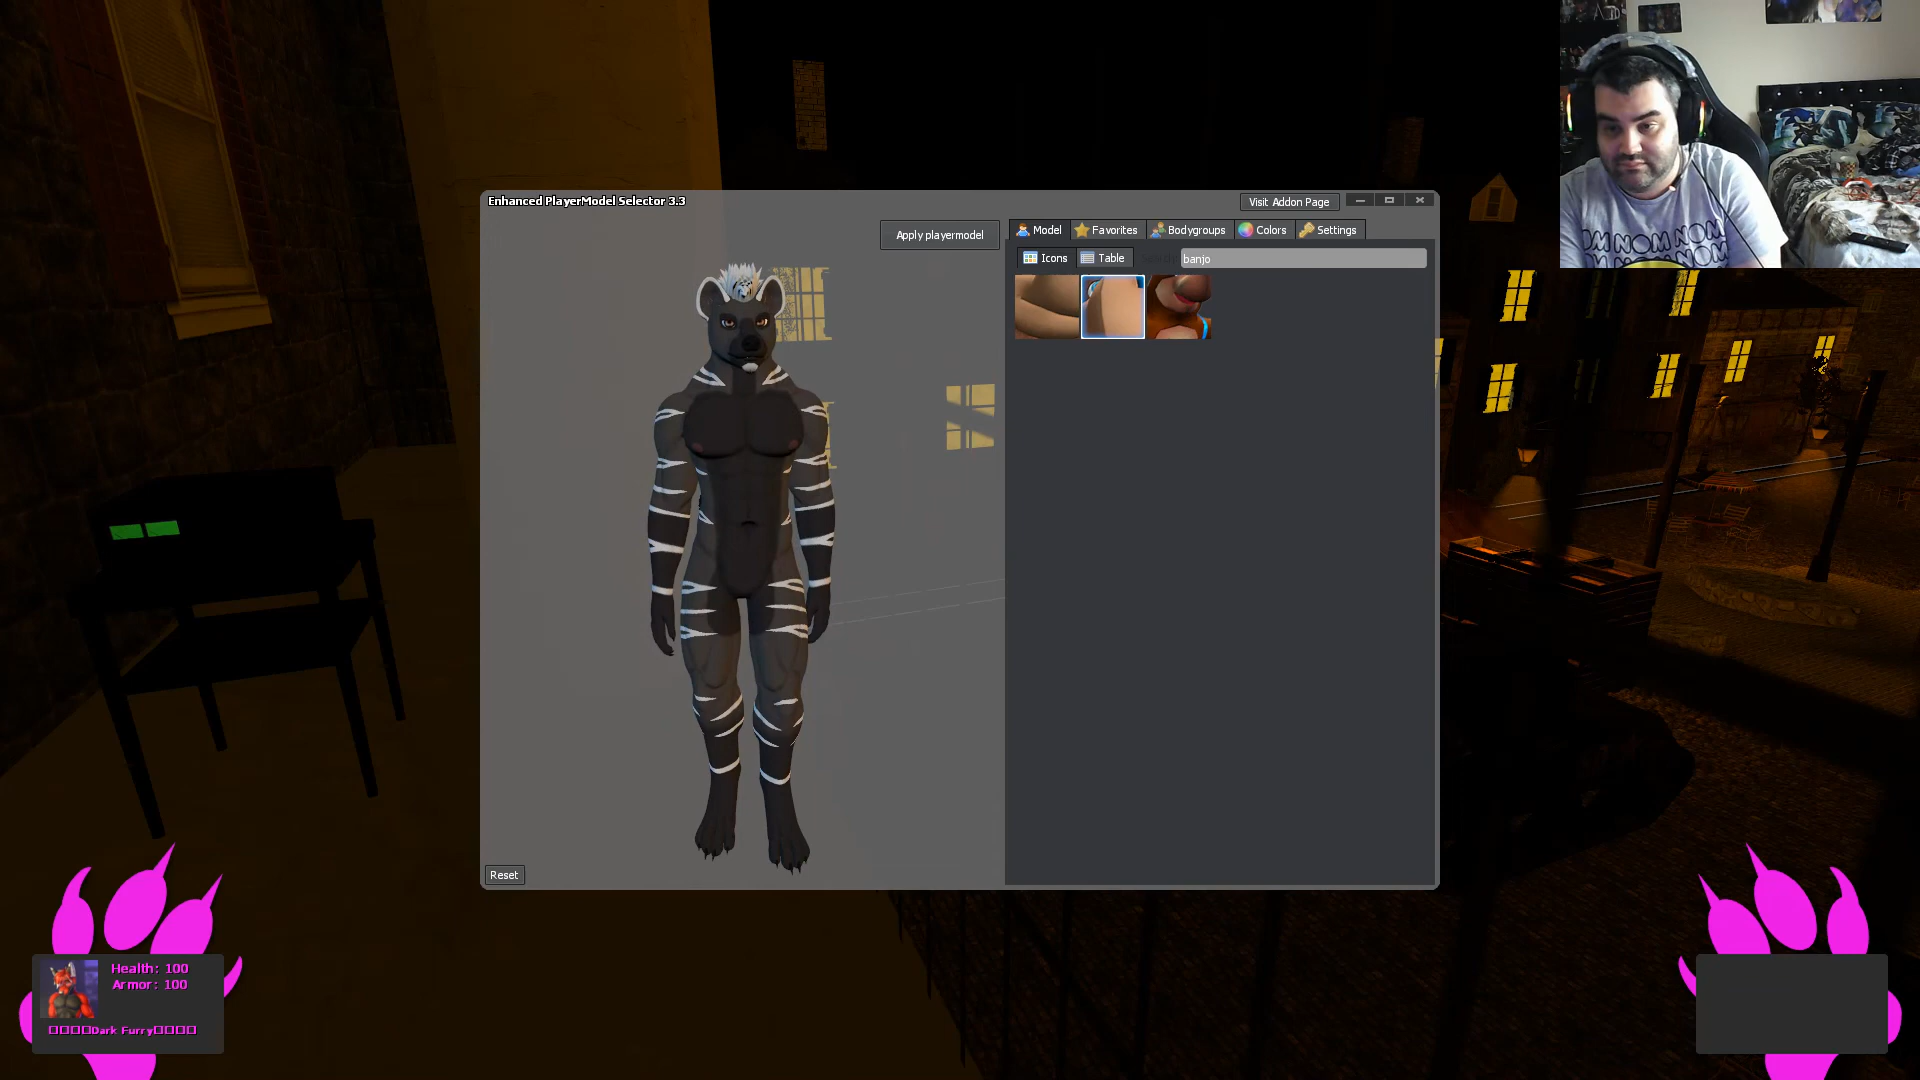 Enhanced PlayerModel Selector 3.3
Visit Addon Page
Apply playermodel
Model
Favorites
Bodygroups
Colors
Settings
Icons
Table
banjo
Reset
Health: 100
Armor: 100
□□□□Dark Furry□□□□
NOM NOM NOM